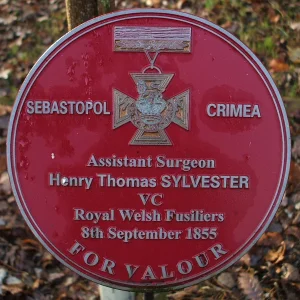 SEBASTOPOL CRIMEA
Assistant Surgeon
Henry Thomas SYLVESTER
VC
Royal Welsh Fusiliers
8th September 1855
FOR VALOUR